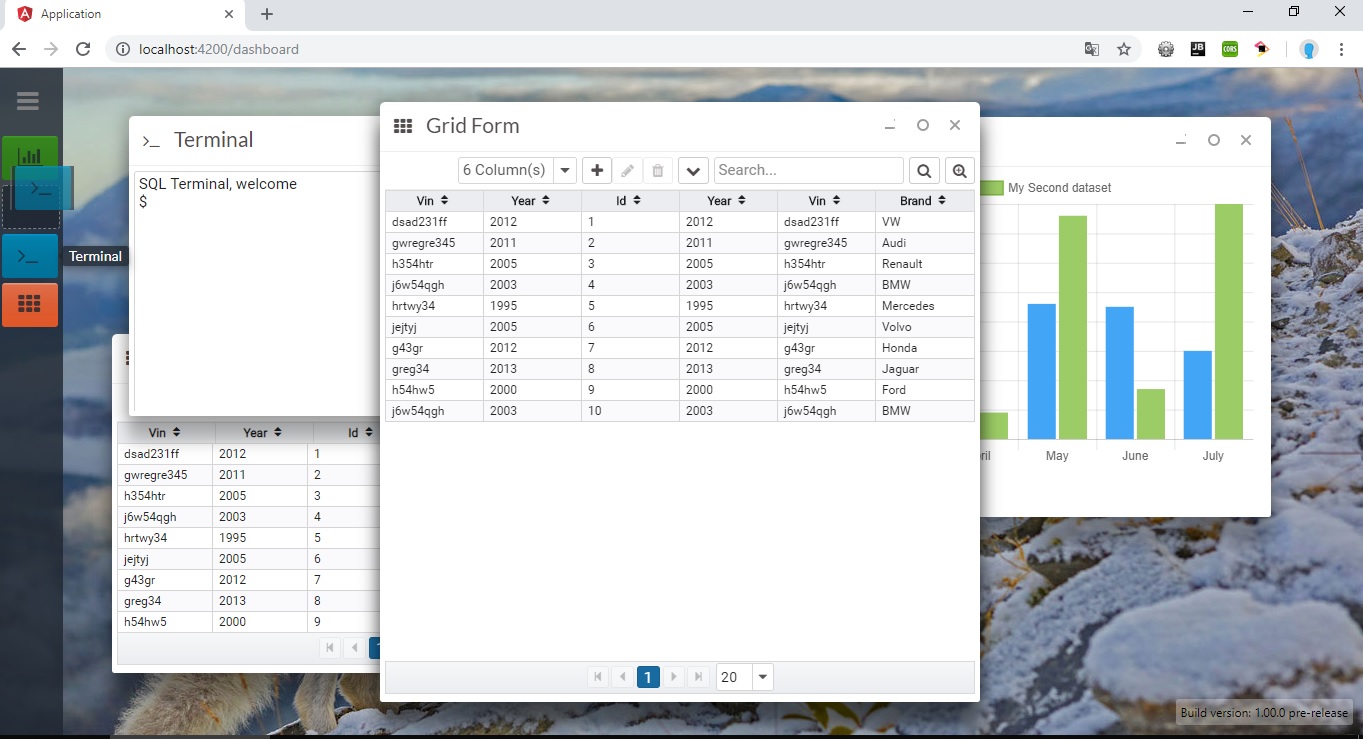 Application
localhost:4200/dashboard
JB
CORS
Terminal
SQL Terminal, welcome
$
Terminal
Grid Form
6 Column(s)
Search...
Vin Year Id Year Vin Brand
dsad231ff 2012 1 2012 dsad231ff VW
gwregre345 2011 2 2011 gwregre345 Audi
h354htr 2005 3 2005 h354htr Renault
j6w54qgh 2003 4 2003 j6w54qgh BMW
hrtwy34 1995 5 1995 hrtwy34 Mercedes
jejtyj 2005 6 2005 jejtyj Volvo
g43gr 2012 7 2012 g43gr Honda
greg34 2013 8 2013 greg34 Jaguar
h54hw5 2000 9 2000 h54hw5 Ford
j6w54qgh 2003 10 2003 j6w54qgh BMW
1 20
Vin Year Id
dsad231ff 2012 1
gwregre345 2011 2
h354htr 2005 3
j6w54qgh 2003 4
hrtwy34 1995 5
jejtyj 2005 6
g43gr 2012 7
greg34 2013 8
h54hw5 2000 9
My Second dataset
ril May June July
Build version: 1.00.0 pre-release